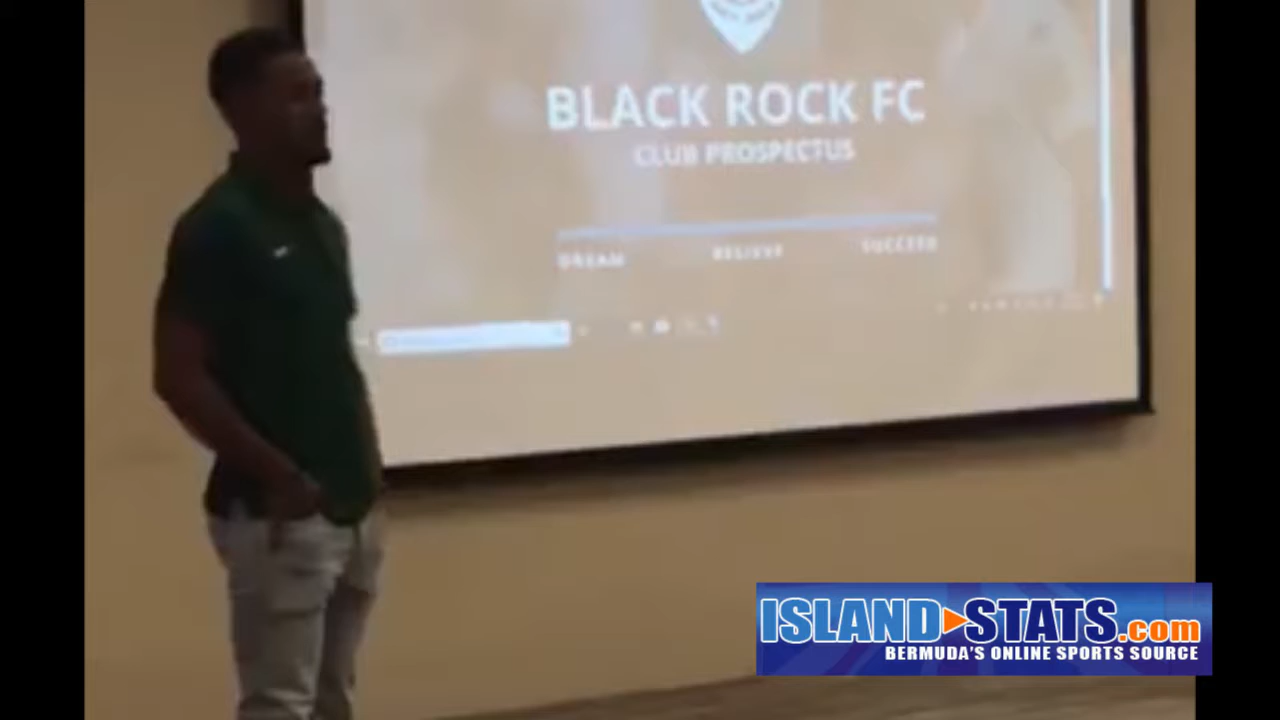 BLACK ROCK FC
CLUB PROSPECTUS
DREAM BELIEVE SUCCEED
ISLAND STATS.com
BERMUDA'S ONLINE SPORTS SOURCE